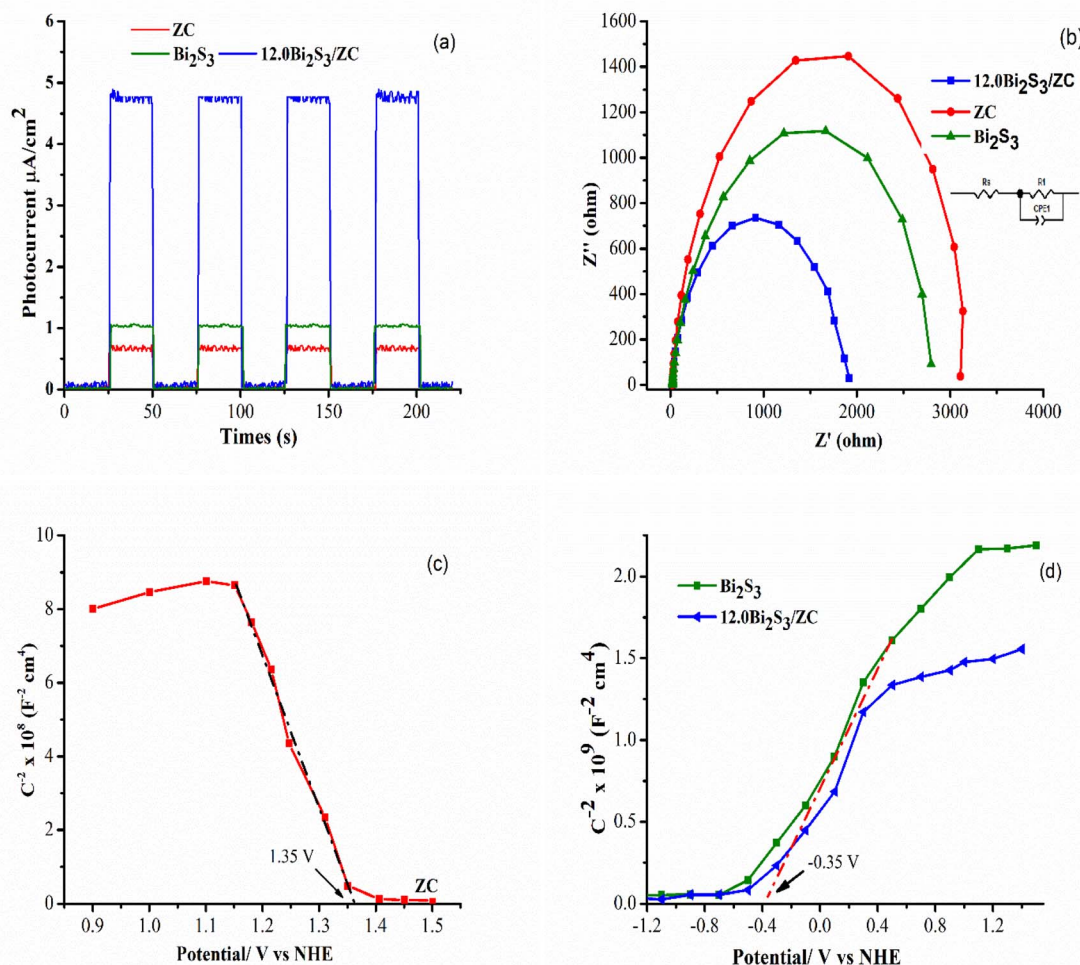 (a)
ZC
Bi₂S₃
12.0Bi₂S₃/ZC
Photocurrent μA/cm²
7
6
5
4
3
2
1
0
0 50 100 150 200
Times (s)
(b)
12.0Bi₂S₃/ZC
ZC
Bi₂S₃
Rs R1
CPE1
Z'' (ohm)
1600
1400
1200
1000
800
600
400
200
0
0 1000 2000 3000 4000
Z' (ohm)
(c)
C⁻² x 10⁸ (F⁻² cm⁴)
10
8
6
4
2
0
1.35 V
ZC
0.9 1.0 1.1 1.2 1.3 1.4 1.5
Potential/ V vs NHE
(d)
Bi₂S₃
12.0Bi₂S₃/ZC
C⁻² x 10⁹ (F⁻² cm⁴)
2.0
1.5
1.0
0.5
0.0
-0.35 V
-1.2 -0.8 -0.4 0.0 0.4 0.8 1.2
Potential/ V vs NHE